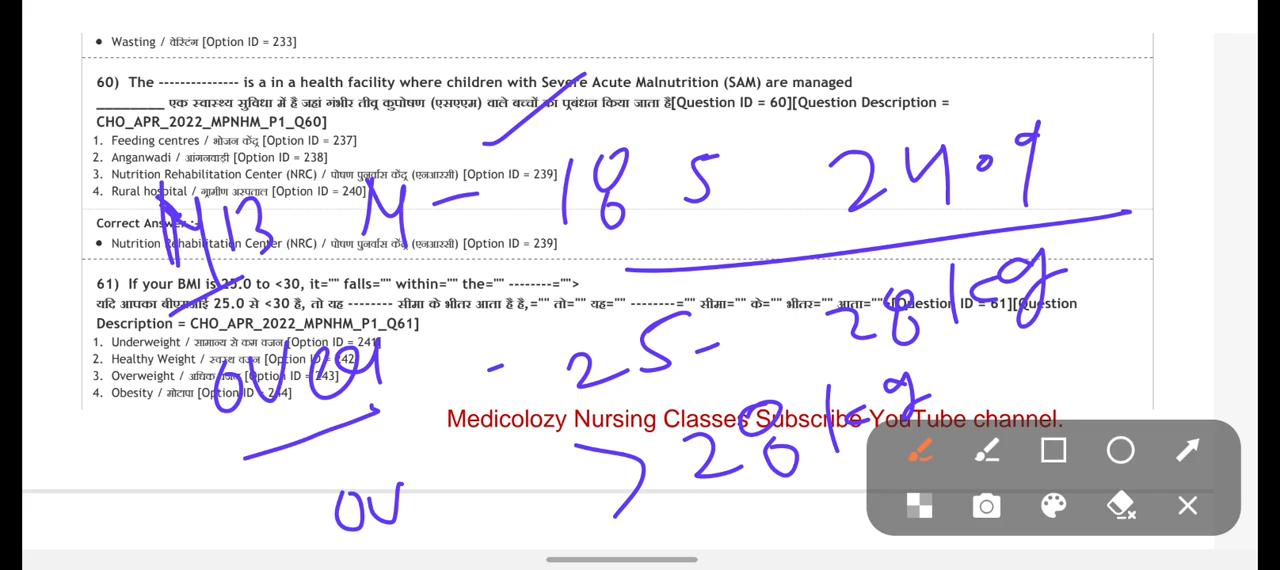 • Wasting / वेस्टिंग [Option ID = 233]
60) The --------------- is a in a health facility where children with Severe Acute Malnutrition (SAM) are managed
________ एक स्वास्थ्य सुविधा में है जहां गंभीर तीव्र कुपोषण (एसएएम) वाले बच्चों का प्रबंधन किया जाता है[Question ID = 60][Question Description =
CHO_APR_2022_MPNHM_P1_Q60]
1. Feeding centres / भोजन केंद्र [Option ID = 237]
2. Anganwadi / आंगनवाड़ी [Option ID = 238]
3. Nutrition Rehabilitation Center (NRC) / पोषण पुनर्वास केंद्र (एनआरसी) [Option ID = 239]
4. Rural hospital / ग्रामीण अस्पताल [Option ID = 240]
M - 18 5 24.9
Correct Answer :-
• Nutrition Rehabilitation Center (NRC) / पोषण पुनर्वास केंद्र (एनआरसी) [Option ID = 239]
61) If your BMI is 25.0 to <30, it="" falls="" within="" the="" --------="">
यदि आपका बीएमआई 25.0 से <30 है, तो यह -------- सीमा के भीतर आता है है,="" तो="" यह="" --------="" सीमा="" के="" भीतर="" आता="" [Question ID = 61][Question
Description = CHO_APR_2022_MPNHM_P1_Q61]
1. Underweight / सामान्य से कम वजन [Option ID = 241]
2. Healthy Weight / स्वस्थ वजन [Option ID = 242]
3. Overweight / अधिक वजन [Option ID = 243]
4. Obesity / मोटापा [Option ID = 244]
- 25 - 28 kg
over
Medicolozy Nursing Classes Subscribe YouTube channel.
> 28 kg
ov